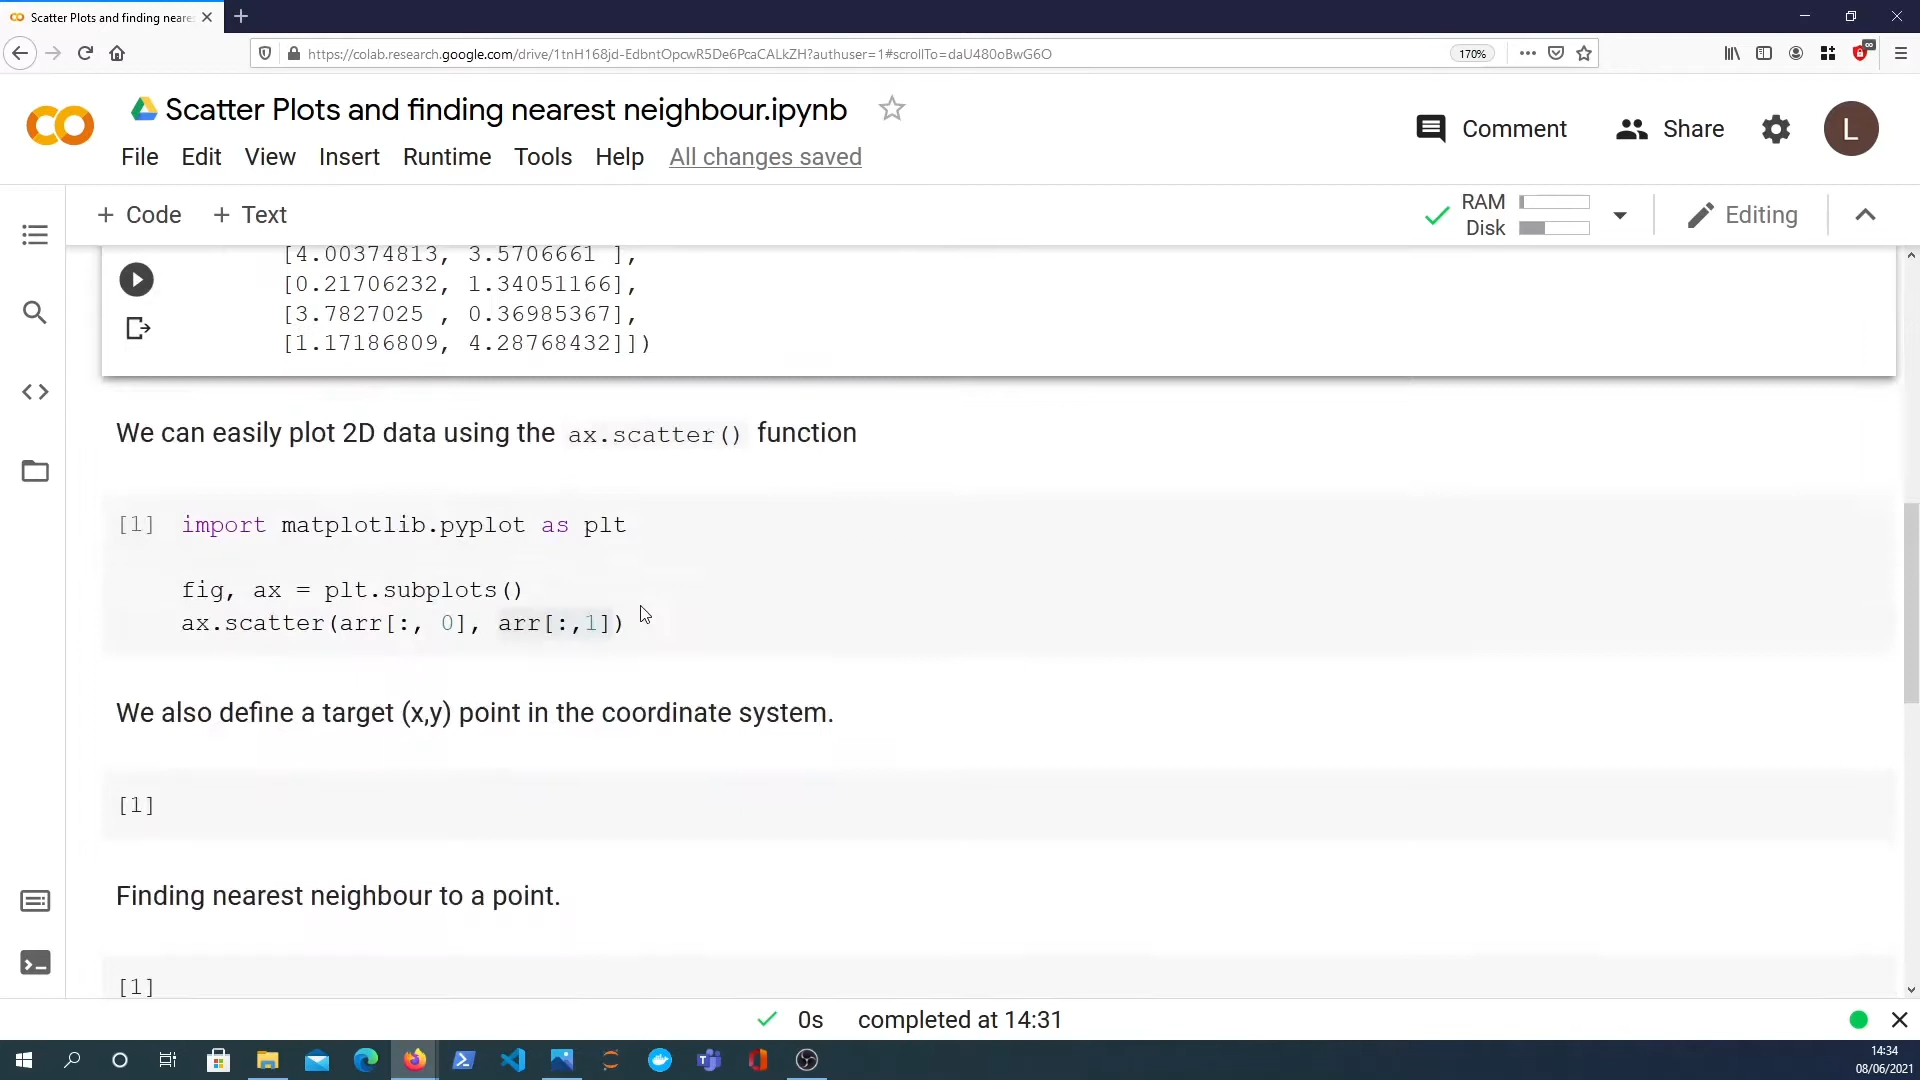 Scatter Plots and finding neare
https://colab.research.google.com/drive/1tnH168jd-EdbntOpcwR5De6PcaCALkZH?authuser=1#scrollTo=daU480oBwG6O
170%
Scatter Plots and finding nearest neighbour.ipynb
Comment
Share
L
File Edit View Insert Runtime Tools Help All changes saved
+ Code + Text
RAM
Disk
Editing
[4.00374813, 3.5706661 ],
[0.21706232, 1.34051166],
[3.7827025 , 0.36985367],
[1.17186809, 4.28768432]])
We can easily plot 2D data using the ax.scatter() function
[1] import matplotlib.pyplot as plt
fig, ax = plt.subplots()
ax.scatter(arr[:, 0], arr[:,1])
We also define a target (x,y) point in the coordinate system.
[1]
Finding nearest neighbour to a point.
[1]
0s completed at 14:31
14:34
08/06/2021